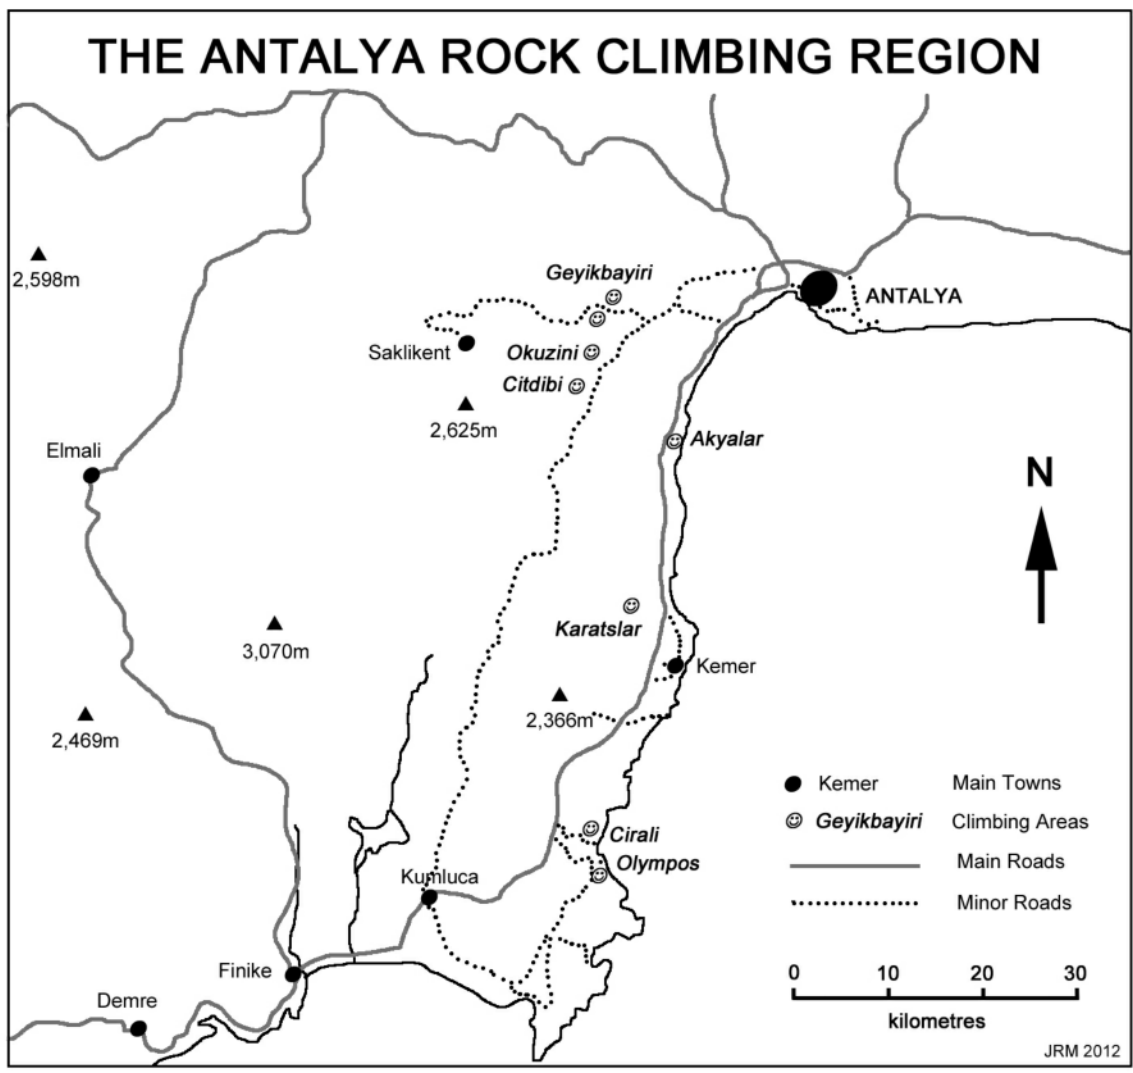 THE ANTALYA ROCK CLIMBING REGION
2,598m
Geyikbayiri
ANTALYA
Saklikent
Okuzini
Citdibi
2,625m
Akyalar
Elmali
N
Karatslar
3,070m
Kemer
2,366m
2,469m
Kemer Main Towns
Geyikbayiri Climbing Areas
Main Roads
Minor Roads
Cirali
Olympos
Kumluca
Finike
Demre
0 10 20 30
kilometres
JRM 2012